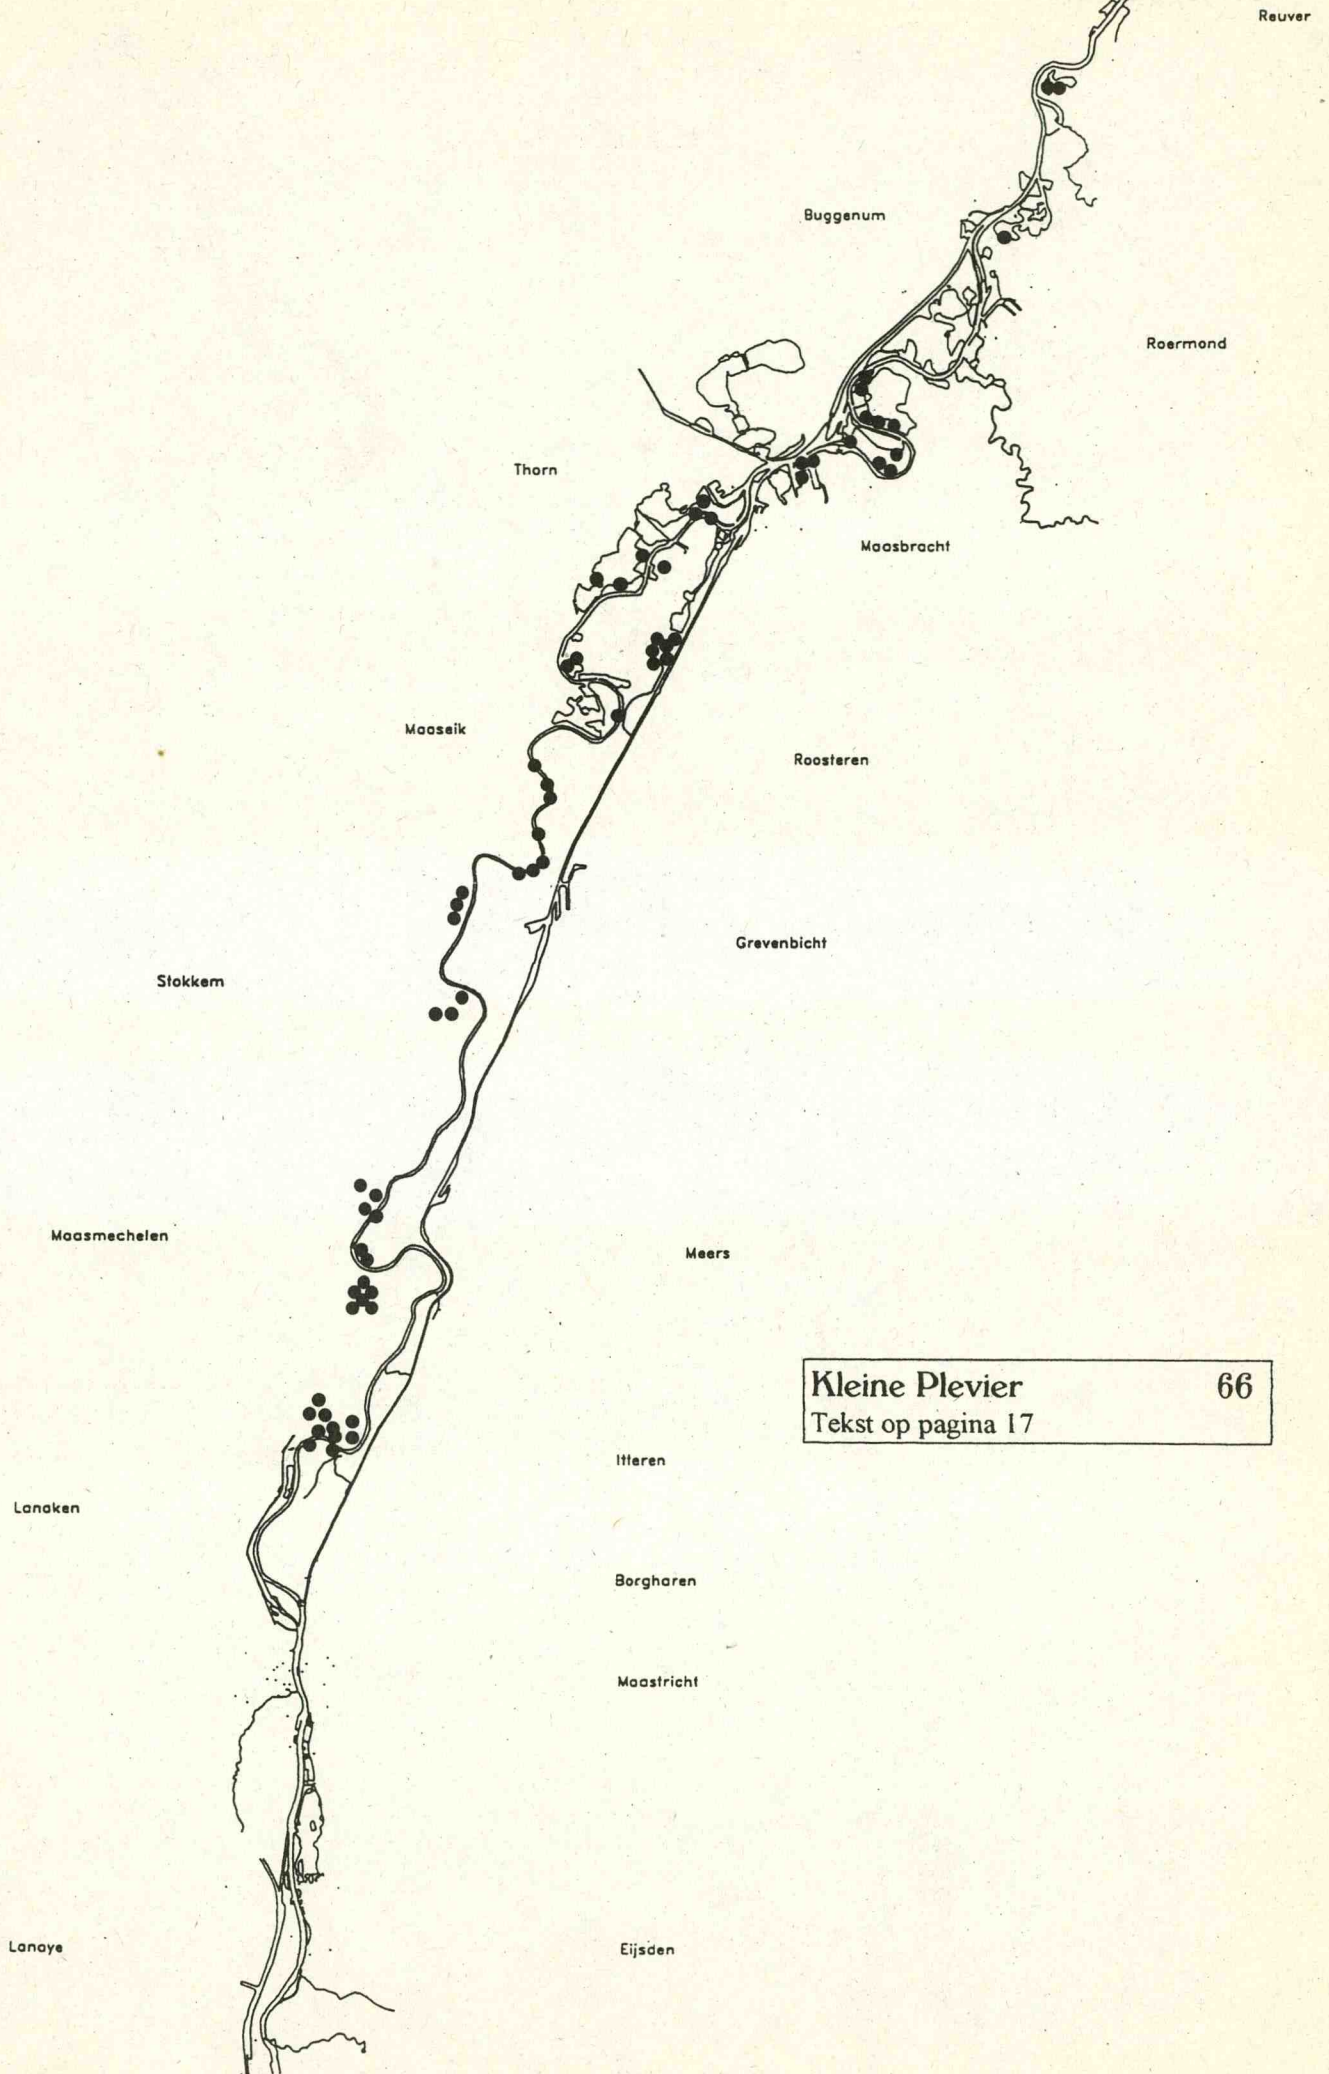 Reuver
Buggenum
Roermond
Thorn
Maasbracht
Maaseik
Roosteren
Grevenbicht
Stokkem
Maasmechelen
Meers
Kleine Plevier 66
Tekst op pagina 17
Itteren
Lanaken
Borgharen
Maastricht
Lanaye
Eijsden